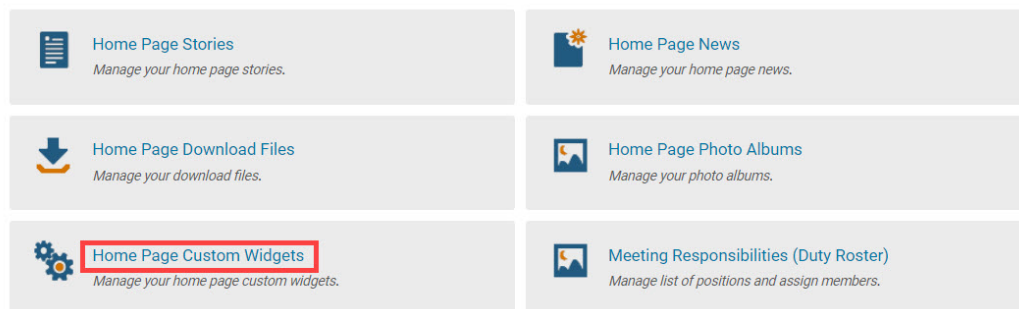 Home Page Stories
Manage your home page stories.
Home Page News
Manage your home page news.
Home Page Download Files
Manage your download files.
Home Page Photo Albums
Manage your photo albums.
Home Page Custom Widgets
Manage your home page custom widgets.
Meeting Responsibilities (Duty Roster)
Manage list of positions and assign members.